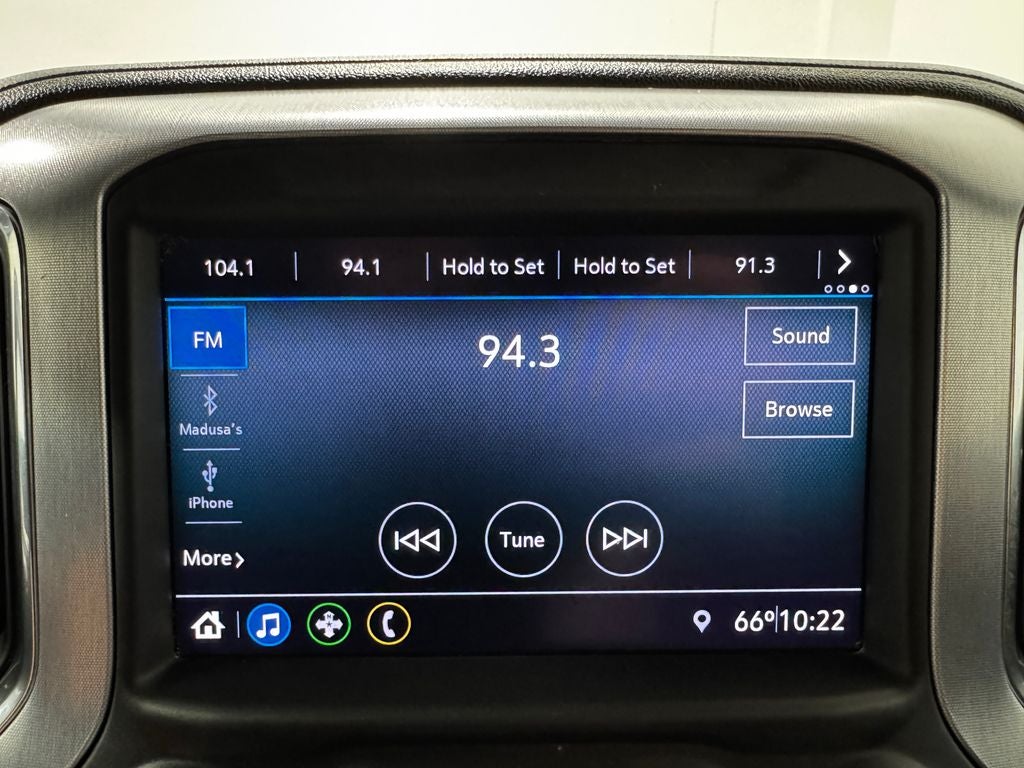 104.1 94.1 Hold to Set Hold to Set 91.3
FM
94.3
Sound
Browse
Madusa's
iPhone
Tune
More
66° 10:22